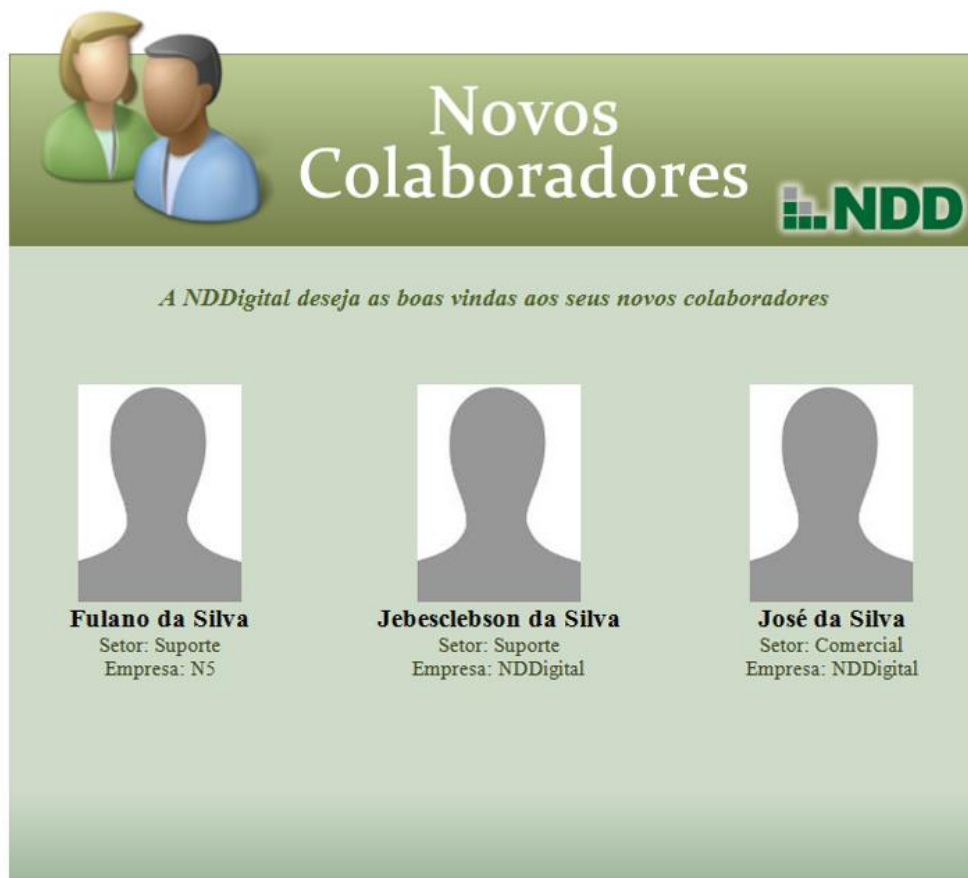 Novos
Colaboradores
NDD
A NDDigital deseja as boas vindas aos seus novos colaboradores
Fulano da Silva
Setor: Suporte
Empresa: N5
Jebesclebson da Silva
Setor: Suporte
Empresa: NDDigital
José da Silva
Setor: Comercial
Empresa: NDDigital